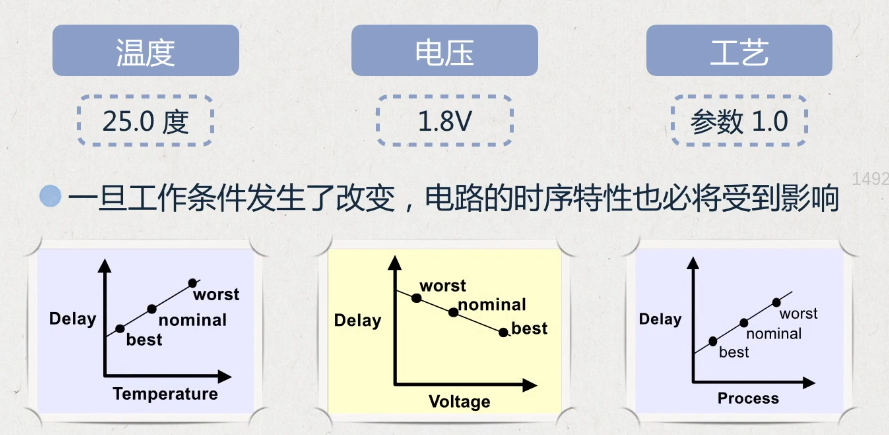 温度
电压
工艺
25.0 度
1.8V
参数 1.0
一旦工作条件发生了改变，电路的时序特性也必将受到影响
1492
Delay
worst
nominal
best
Temperature
Delay
worst
nominal
best
Voltage
Delay
worst
nominal
best
Process